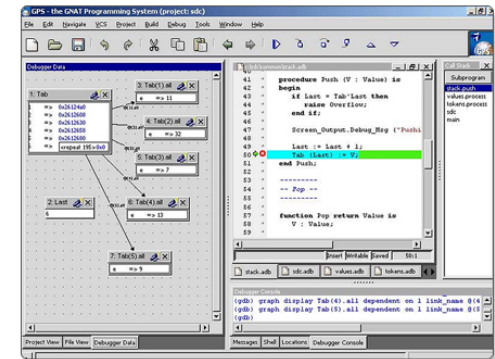 GPS - the GNAT Programming System (project: sdc)
File Edit Navigate VCS Project Build Debug Tools Window Help
Debugger Data
1: Tab
=> 0x26124a0
=> 0x2612600
=> 0x2612630
=> 0x2612650
=> 0x2612680
=> <repeat 195>0x0
3: Tab(1).all
e => 11
4: Tab(2).all
e => 32
5: Tab(3).all
e => 7
2: Last
6
6: Tab(4).all
e => 13
7: Tab(5).all
e => 9
Project View File View Debugger Data
41 procedure Push (V : Value) is
42 begin
43 if Last = Tab'Last then
44 raise Overflow;
45 end if;
46
47 Screen_Output.Debug_Msg ("Pushi
48
49 Last := Last + 1;
50 Tab (Last) := V;
51 end Push;
52
53 ---------
54 -- Pop --
55 ---------
56
57 function Pop return Value is
58 V : Value;
59
Insert Writable Saved 50:1
stack.adb sdc.adb values.adb tokens.adb
Call Stack
Subprogram
stack.push
values.process
tokens.process
sdc
main
Debugger Console
(gdb) graph display Tab(4).all dependent on 1 link_name @(4
(gdb) graph display Tab(5).all dependent on 1 link_name @(5
(gdb)
Messages Shell Locations Debugger Console